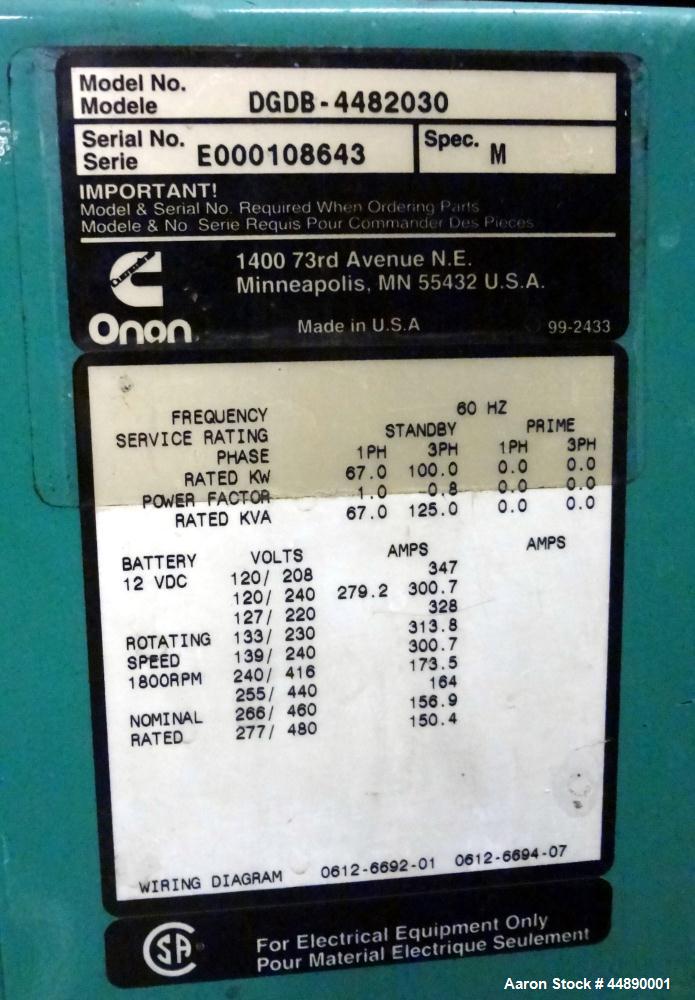 Model No.
Modele DGDB-4482030
Serial No.
Serie E000108643
Spec. M
IMPORTANT!
Model & Serial No. Required When Ordering Parts
Modele & No Serie Requis Pour Commander Des Pieces
Cummins
Onan
1400 73rd Avenue N.E.
Minneapolis, MN 55432 U.S.A.
Made in U.S.A 99-2433
FREQUENCY 60 HZ
SERVICE RATING STANDBY PRIME
PHASE 1PH 3PH 1PH 3PH
RATED KW 67.0 100.0 0.0 0.0
POWER FACTOR 1.0 0.8 0.0 0.0
RATED KVA 67.0 125.0 0.0 0.0
BATTERY VOLTS AMPS AMPS
12 VDC 120/ 208 347
120/ 240 279.2 300.7
127/ 220 328
ROTATING 133/ 230 313.8
SPEED 139/ 240 300.7
1800RPM 240/ 416 173.5
255/ 440 164
NOMINAL 266/ 460 156.9
RATED 277/ 480 150.4
WIRING DIAGRAM 0612-6692-01 0612-6694-07
SA ®
For Electrical Equipment Only
Pour Material Electrique Seulement
Aaron Stock # 44890001